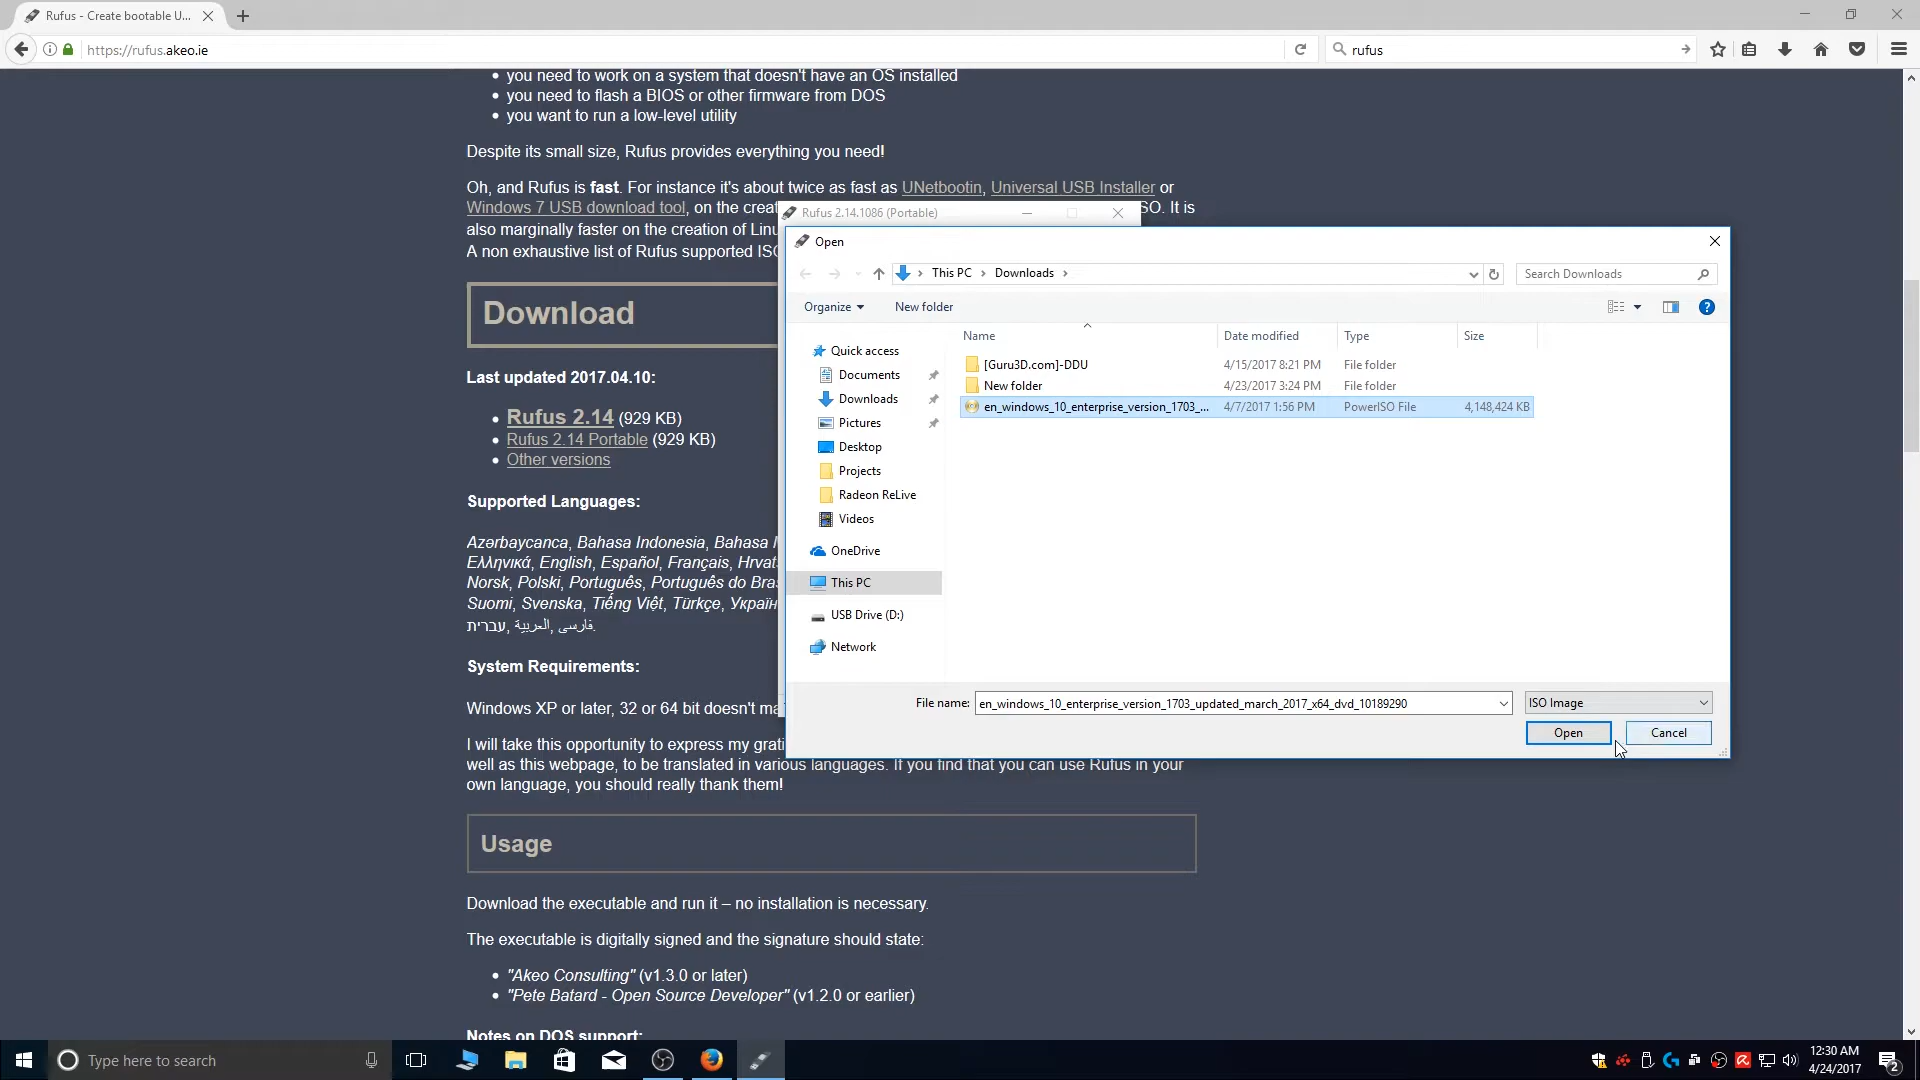 Rufus - Create bootable U...
https://rufus.akeo.ie
rufus
you need to work on a system that doesn't have an OS installed
you need to flash a BIOS or other firmware from DOS
you want to run a low-level utility
Despite its small size, Rufus provides everything you need!
Oh, and Rufus is fast. For instance it's about twice as fast as UNetbootin, Universal USB Installer or
Windows 7 USB download tool, on the creat
SO. It is
also marginally faster on the creation of Linu
A non exhaustive list of Rufus supported ISO
Download
Last updated 2017.04.10:
Rufus 2.14 (929 KB)
Rufus 2.14 Portable (929 KB)
Other versions
Supported Languages:
Azərbaycanca, Bahasa Indonesia, Bahasa
Ελληνικά, English, Español, Français, Hrvat
Norsk, Polski, Português, Português do Bras
Suomi, Svenska, Tiếng Việt, Türkçe, Україн
עברית, العربية, فارسی.
System Requirements:
Windows XP or later, 32 or 64 bit doesn't ma
I will take this opportunity to express my grati
well as this webpage, to be translated in various languages. If you find that you can use Rufus in your
own language, you should really thank them!
Usage
Download the executable and run it – no installation is necessary.
The executable is digitally signed and the signature should state:
"Akeo Consulting" (v1.3.0 or later)
"Pete Batard - Open Source Developer" (v1.2.0 or earlier)
Notes on DOS support:
Rufus 2.14.1086 (Portable)
Open
This PC
Downloads
Search Downloads
Organize
New folder
Name
Date modified
Type
Size
Quick access
Documents
Downloads
Pictures
Desktop
Projects
Radeon ReLive
Videos
OneDrive
This PC
USB Drive (D:)
Network
[Guru3D.com]-DDU 4/15/2017 8:21 PM File folder
New folder 4/23/2017 3:24 PM File folder
en_windows_10_enterprise_version_1703_... 4/7/2017 1:56 PM PowerISO File 4,148,424 KB
File name: en_windows_10_enterprise_version_1703_updated_march_2017_x64_dvd_10189290
ISO Image
Open
Cancel
Type here to search
12:30 AM
4/24/2017
2